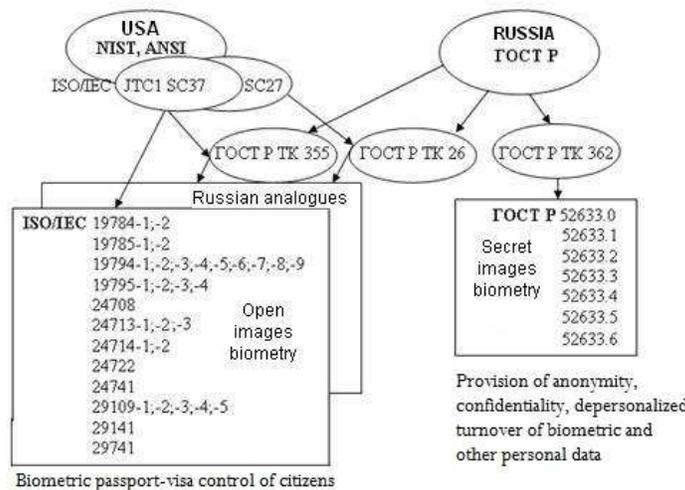 USA
NIST, ANSI
ISO/IEC JTC1 SC37 SC27
RUSSIA
ГОСТ Р
ГОСТ Р ТК 355
ГОСТ Р ТК 26
ГОСТ Р ТК 362
Russian analogues
ISO/IEC 19784-1;-2
19785-1;-2
19794-1;-2;-3,-4;-5;-6;-7;-8,-9
19795-1;-2;-3;-4
24708
24713-1;-2;-3
24714-1;-2
24722
24741
29109-1;-2;-3;-4;-5
29141
29741
Open
images
biometry
Biometric passport-visa control of citizens
ГОСТ Р 52633.0
52633.1
52633.2
52633.3
52633.4
52633.5
52633.6
Secret
images
biometry
Provision of anonymity,
confidentiality, depersonalized
turnover of biometric and
other personal data